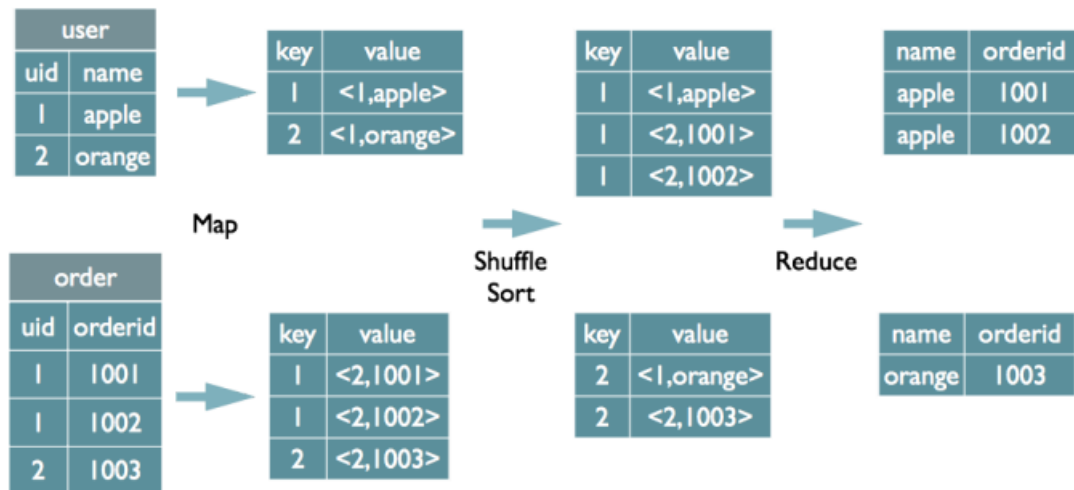 user
uid name
1 apple
2 orange
key value
1 <1,apple>
2 <1,orange>
key value
1 <1,apple>
1 <2,1001>
1 <2,1002>
name orderid
apple 1001
apple 1002
Map
Shuffle
Sort
Reduce
order
uid orderid
1 1001
1 1002
2 1003
key value
1 <2,1001>
1 <2,1002>
2 <2,1003>
key value
2 <1,orange>
2 <2,1003>
name orderid
orange 1003